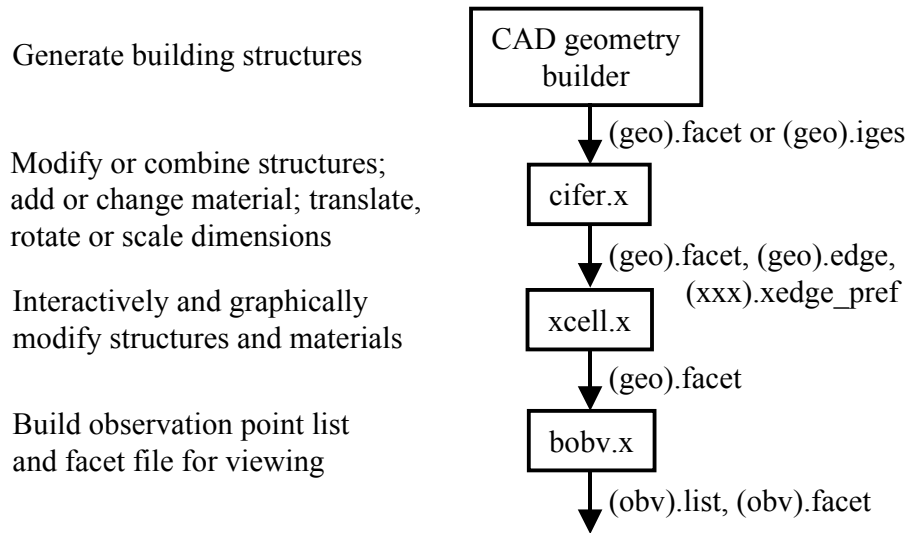 Generate building structures
CAD geometry
builder
(geo).facet or (geo).iges
Modify or combine structures;
add or change material; translate,
rotate or scale dimensions
cifer.x
(geo).facet, (geo).edge,
(xxx).xedge_pref
Interactively and graphically
modify structures and materials
xcell.x
(geo).facet
Build observation point list
and facet file for viewing
bobv.x
(obv).list, (obv).facet